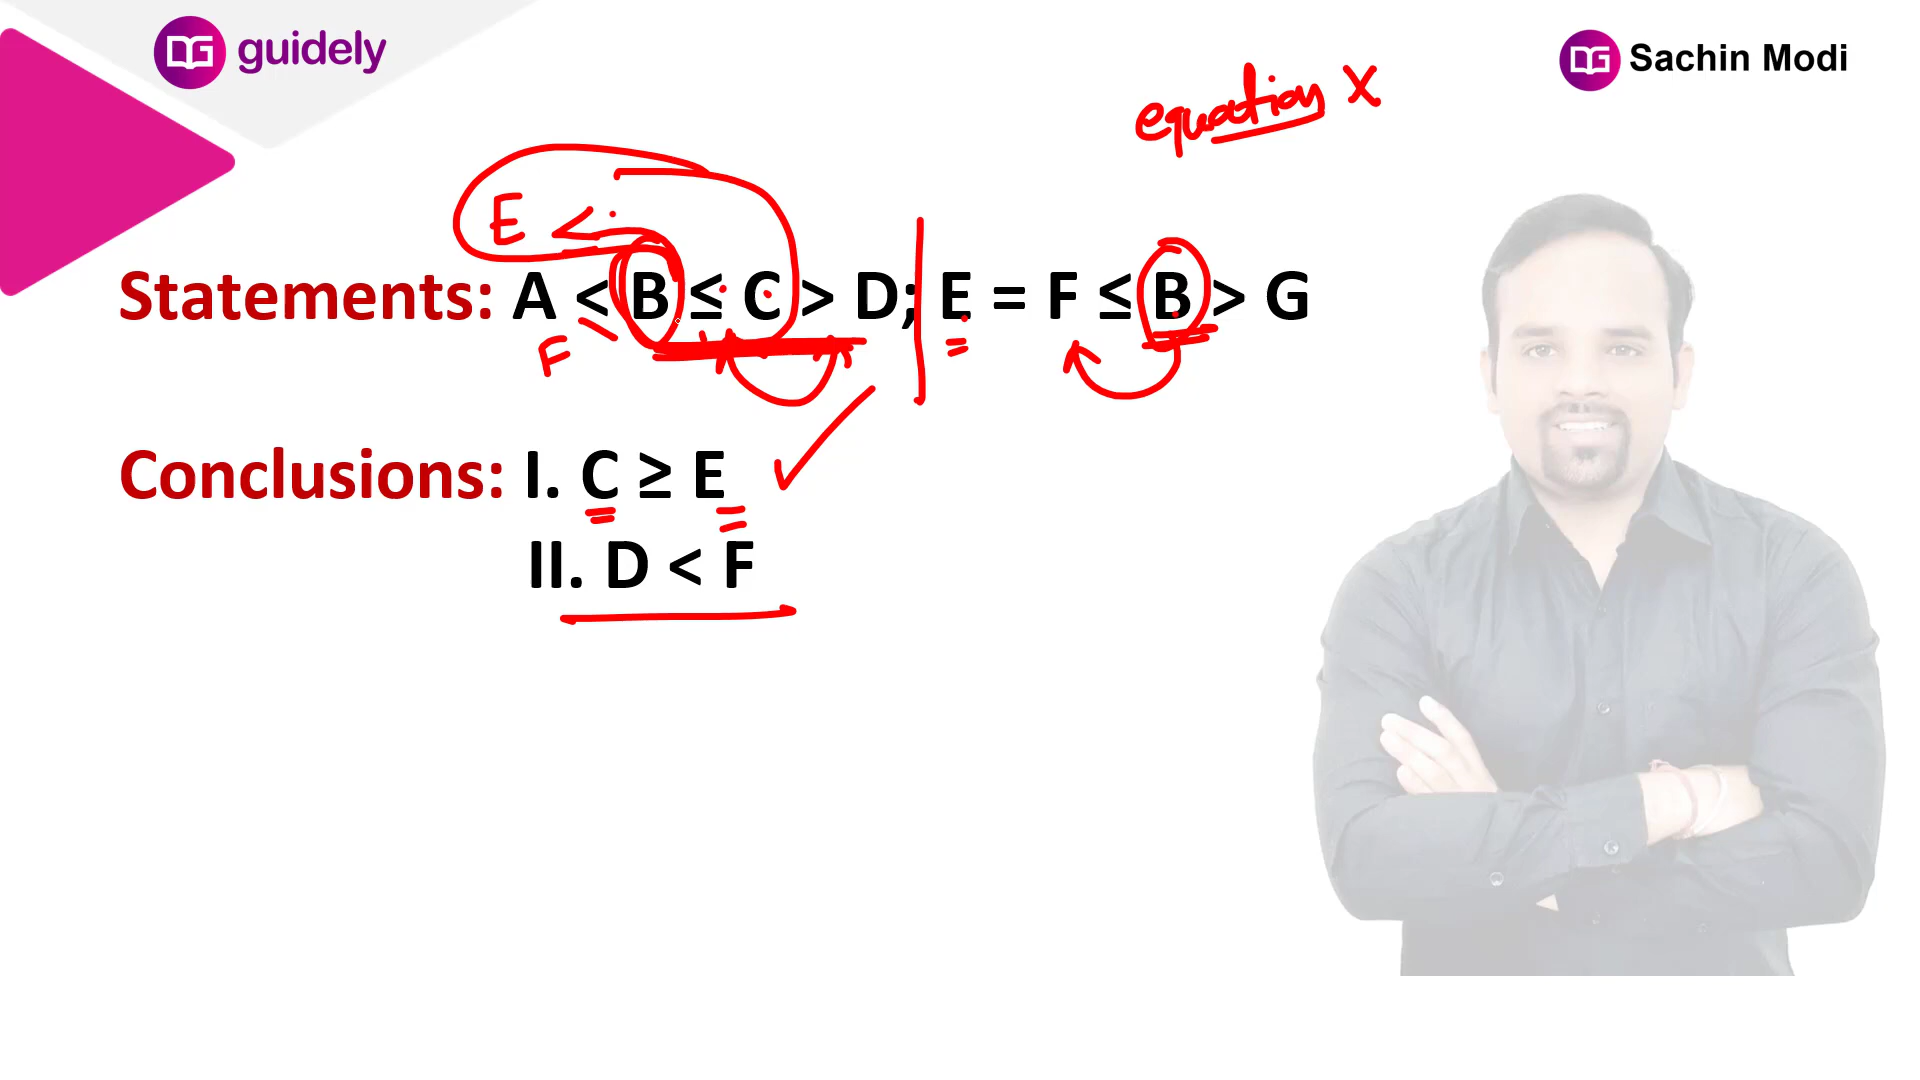 guidely
Sachin Modi
equation X
E ≤
Statements: A < B ≤ C > D; E = F ≤ B > G
F
Conclusions: I. C ≥ E
II. D < F